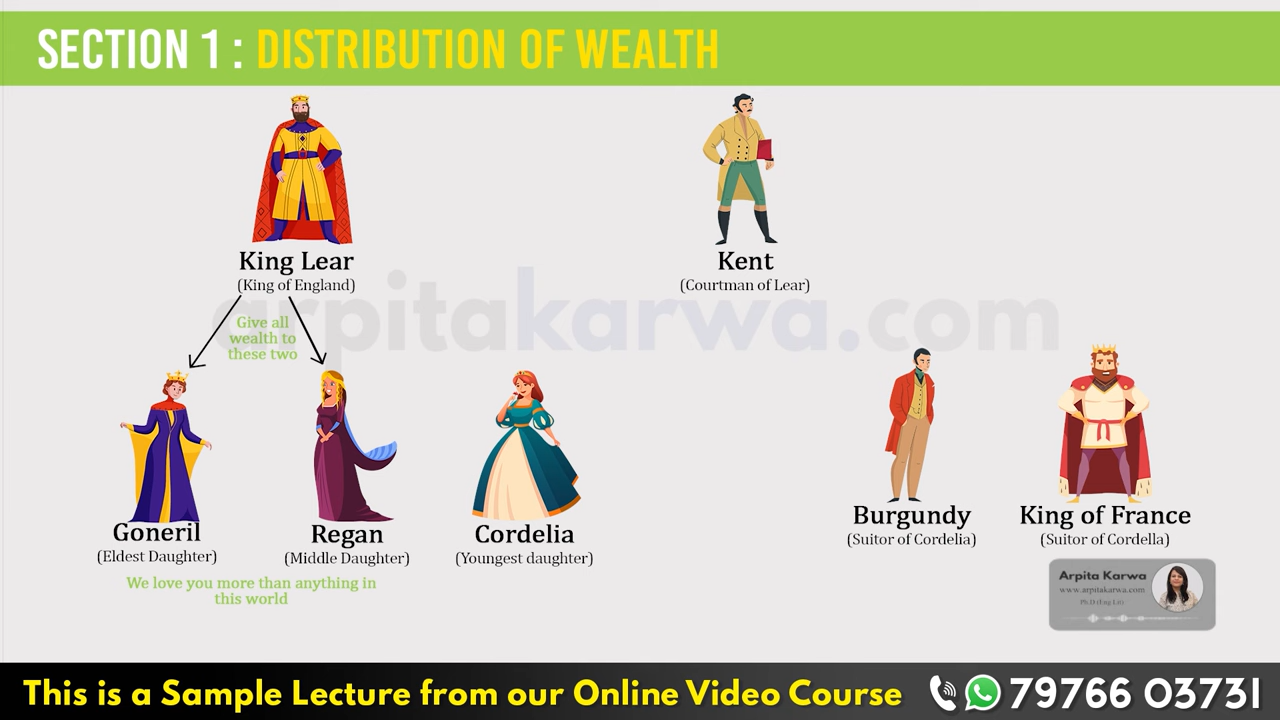 SECTION 1 : DISTRIBUTION OF WEALTH
King Lear
(King of England)
Kent
(Courtman of Lear)
arpitakarwa.com
Give all
wealth to
these two
Goneril
(Eldest Daughter)
Regan
(Middle Daughter)
Cordelia
(Youngest daughter)
Burgundy
(Suitor of Cordelia)
King of France
(Suitor of Cordella)
We love you more than anything in
this world
Arpita Karwa
www.arpitakarwa.com
Ph.D (Eng Lit)
This is a Sample Lecture from our Online Video Course 79766 03731